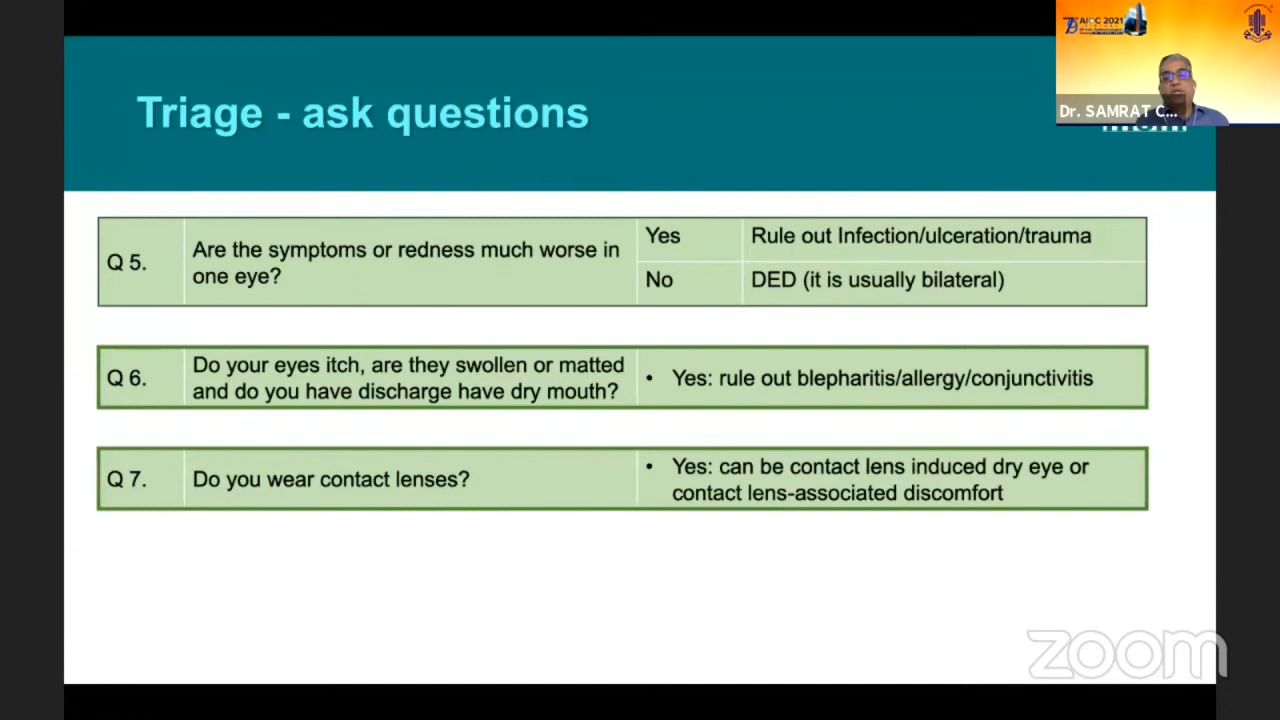 AIOC 2021
Triage - ask questions
Dr. SAMRAT C...
Q 5.
Are the symptoms or redness much worse in
one eye?
Yes
Rule out Infection/ulceration/trauma
No
DED (it is usually bilateral)
Q 6.
Do your eyes itch, are they swollen or matted
and do you have discharge have dry mouth?
• Yes: rule out blepharitis/allergy/conjunctivitis
Q 7.
Do you wear contact lenses?
• Yes: can be contact lens induced dry eye or
contact lens-associated discomfort
zoom